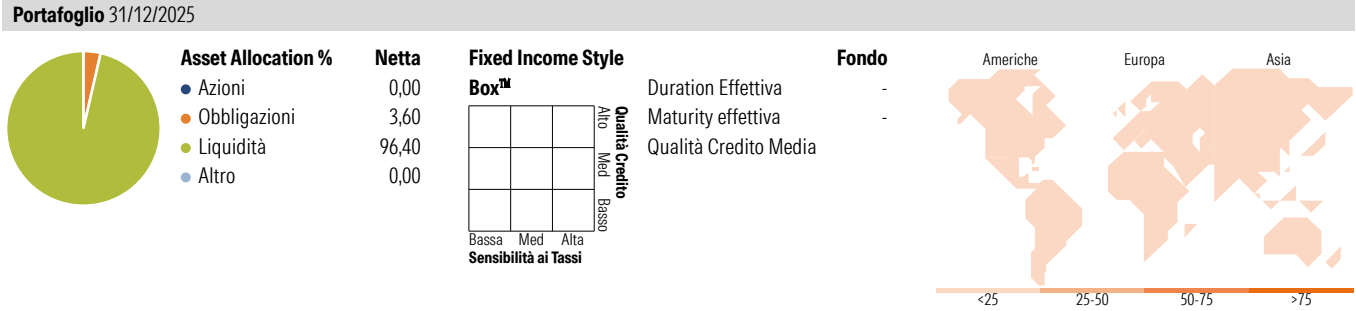 Portafoglio 31/12/2025
Asset Allocation % Netta
Azioni 0,00
Obbligazioni 3,60
Liquidità 96,40
Altro 0,00
Fixed Income Style
Box™
Alto
Med
Basso
Qualità Credito
Bassa Med Alta
Sensibilità ai Tassi
Fondo
Duration Effettiva -
Maturity effettiva -
Qualità Credito Media
Americhe Europa Asia
<25 25-50 50-75 >75